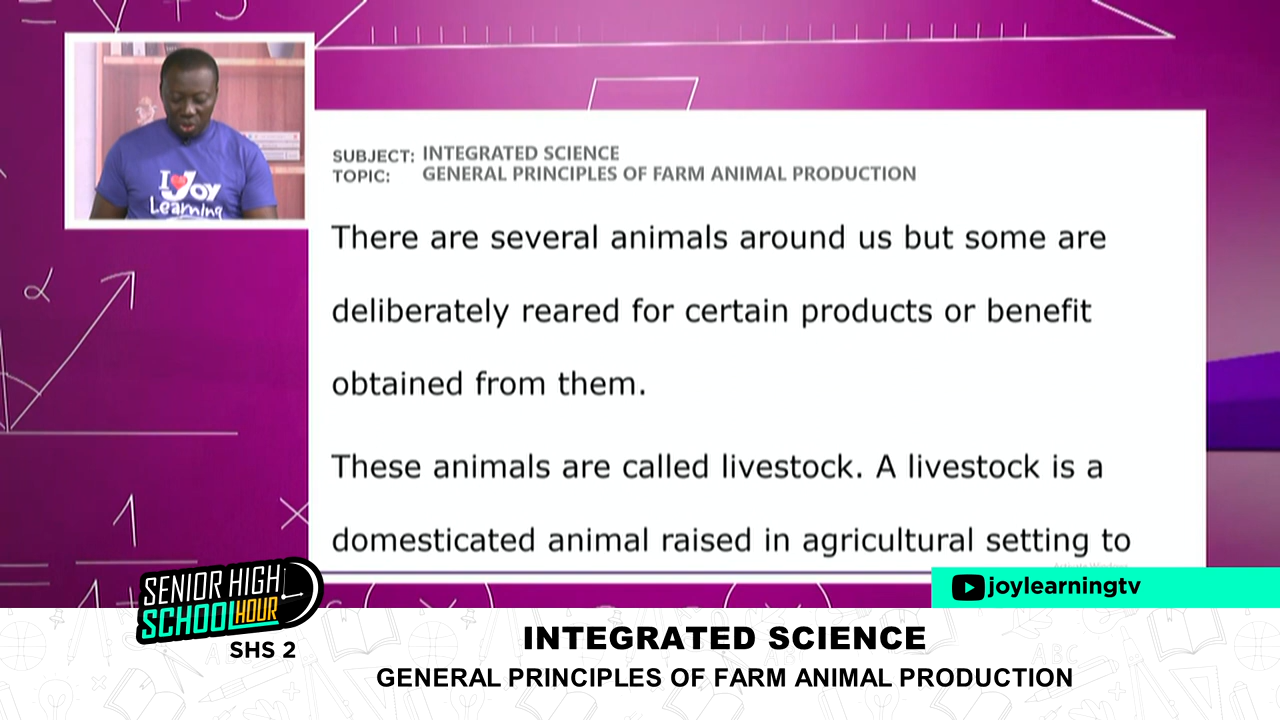 SUBJECT: INTEGRATED SCIENCE
TOPIC: GENERAL PRINCIPLES OF FARM ANIMAL PRODUCTION
I Joy
Learning
There are several animals around us but some are
deliberately reared for certain products or benefit
obtained from them.
These animals are called livestock. A livestock is a
domesticated animal raised in agricultural setting to
α
1
SENIOR HIGH
SCHOOL HOUR
SHS 2
joylearningtv
INTEGRATED SCIENCE
GENERAL PRINCIPLES OF FARM ANIMAL PRODUCTION